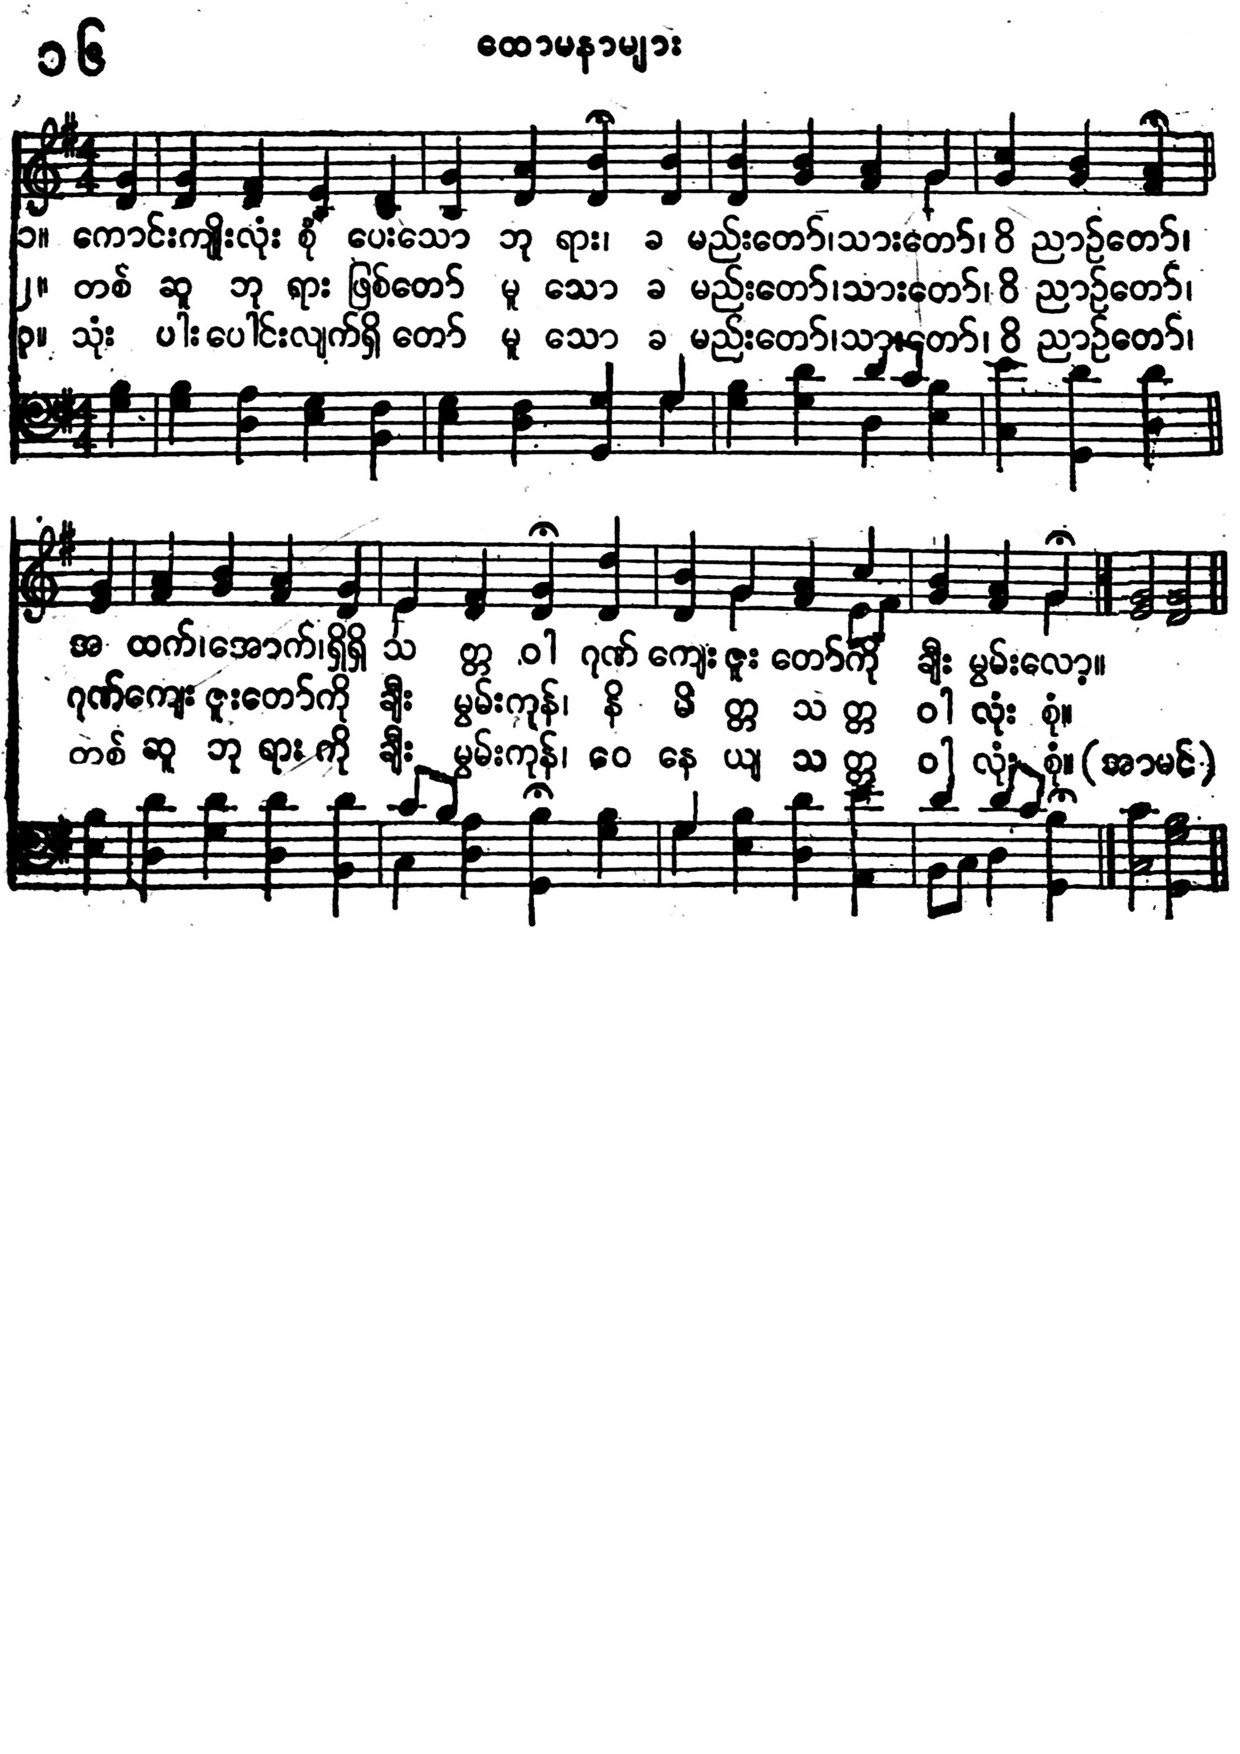 ၁၆
ထောမနာများ
၁။ ကောင်းကျိုးလုံး စုံ ပေးသော ဘု ရား၊ ခ မည်းတော်၊သားတော်၊ ဝိ ညာဉ်တော်၊
၂။ တစ် ဆူ ဘု ရား ဖြစ်တော် မူ သော ခ မည်းတော်၊သားတော်၊ ဝိ ညာဉ်တော်၊
၃။ သုံး ပါး ပေါင်းလျက်ရှိ တော် မူ သော ခ မည်းတော်၊သားတော်၊ ဝိ ညာဉ်တော်၊
အ ထက်၊အောက်၊ရှိရှိ သ တ္တ ဝါ ဂုဏ် ကျေး ဇူး တော်ကို ချီး မွမ်းလော့။
ဂုဏ်ကျေး ဇူးတော်ကို ချီး မွမ်းကုန်၊ နိ မိ တ္တ သ တ္တ ဝါ လုံး စုံ။
တစ် ဆူ ဘု ရား ကို ချီး မွမ်းကုန်၊ ဝေ နေ ယျ သ တ္တ ဝါ လုံး စုံ။ (အာမင်)